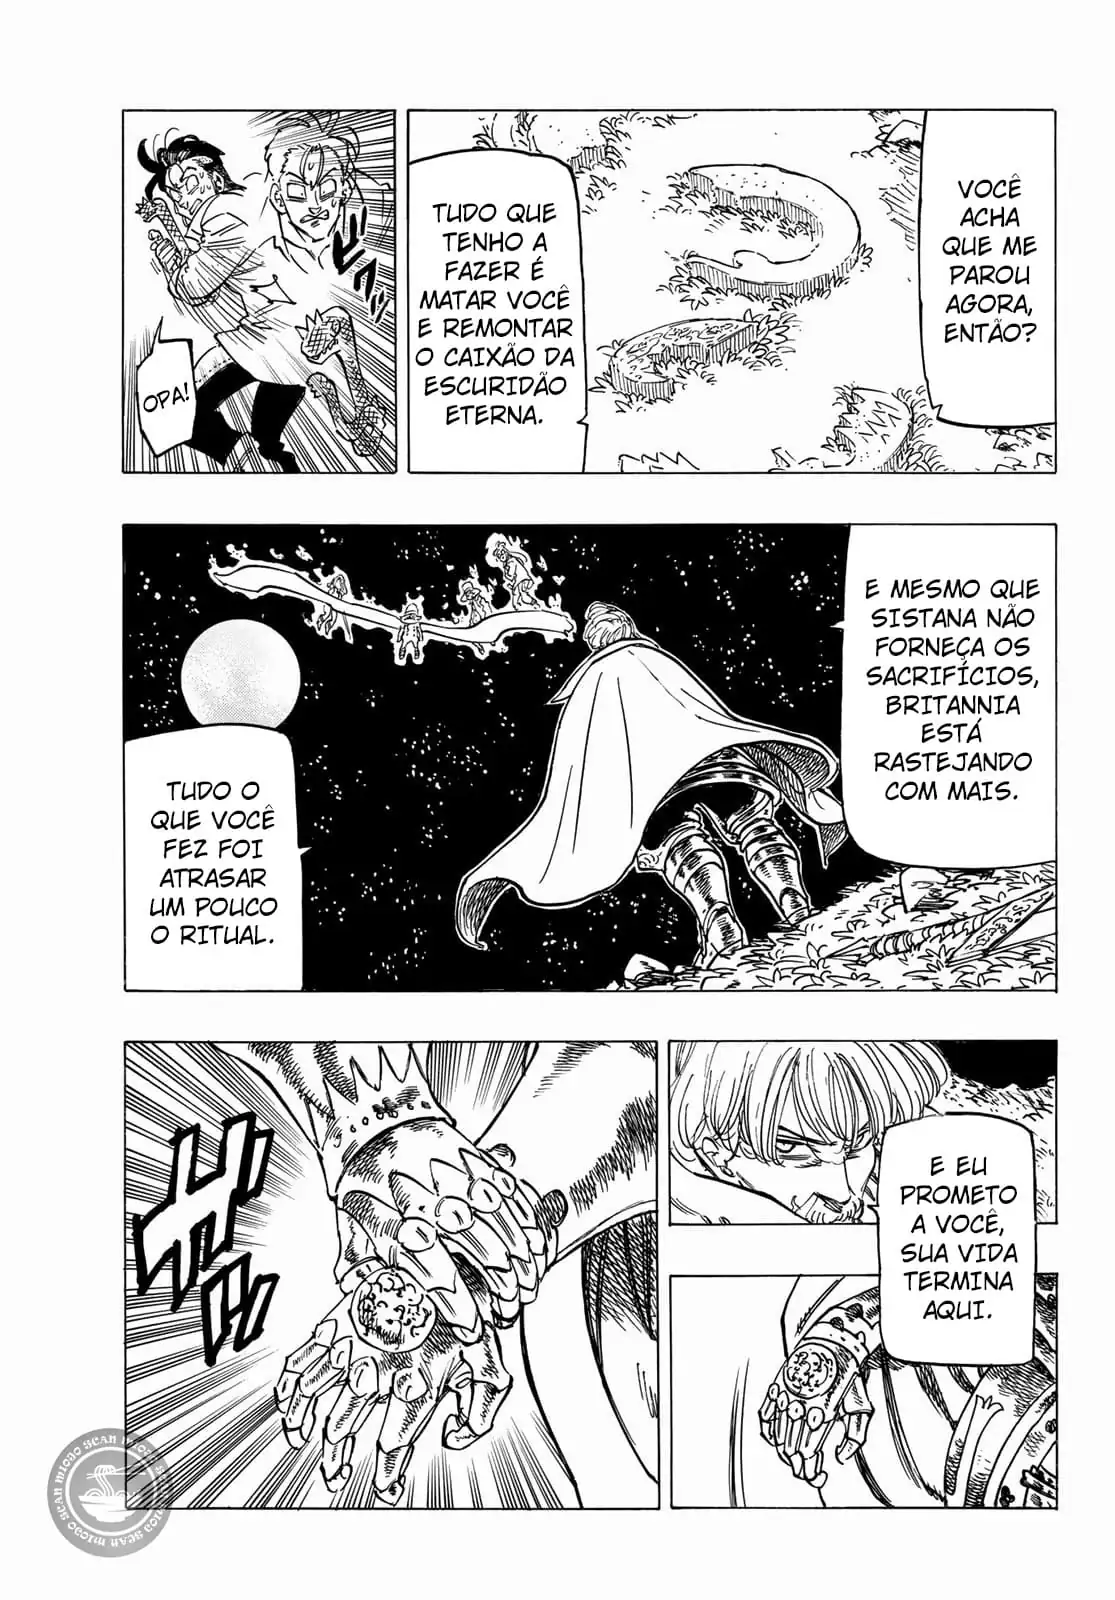 VOCÊ
ACHA
QUE ME
PAROU
AGORA,
ENTÃO?
TUDO QUE
TENHO A
FAZER É
MATAR VOCÊ
E REMONTAR
O CAIXÃO DA
ESCURIDÃO
ETERNA.
OPA!
E MESMO QUE
SISTANA NÃO
FORNEÇA OS
SACRIFÍCIOS,
BRITANNIA
ESTÁ
RASTEJANDO
COM MAIS.
TUDO O
QUE VOCÊ
FEZ FOI
ATRASAR
UM POUCO
O RITUAL.
E EU
PROMETO
A VOCÊ,
SUA VIDA
TERMINA
AQUI.